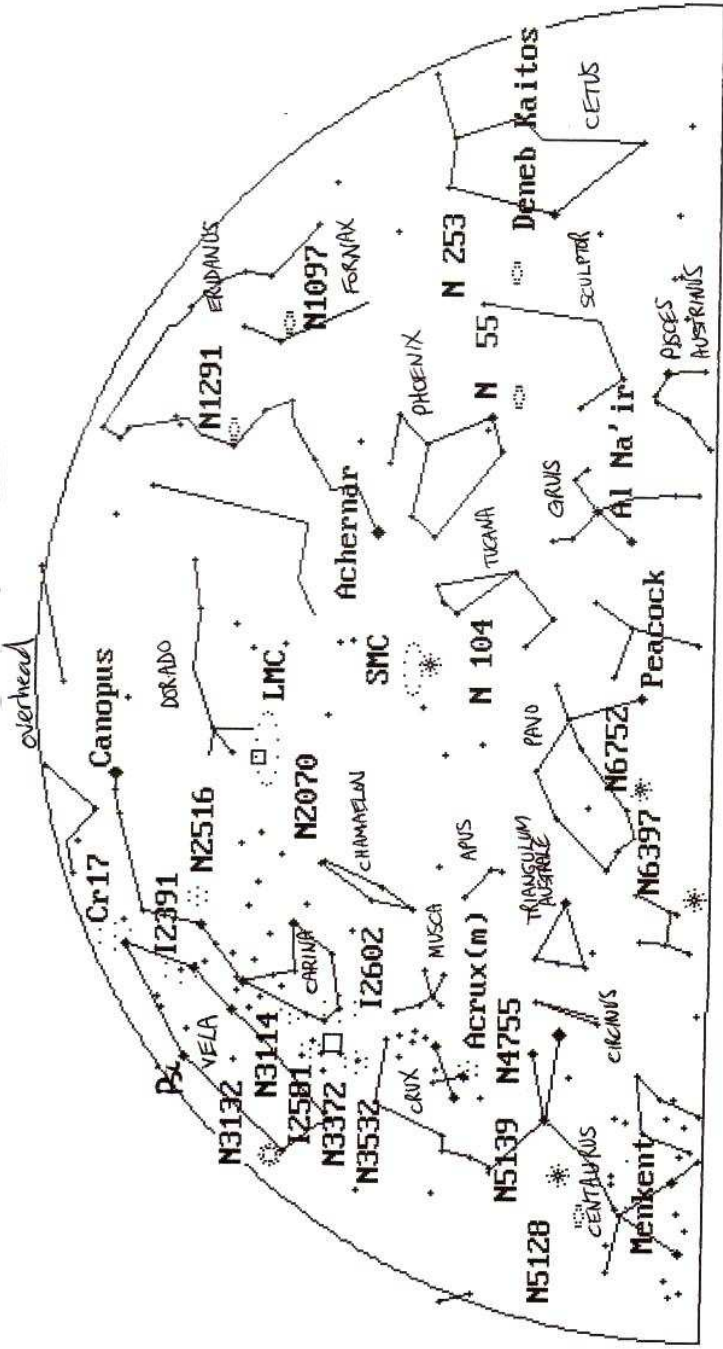 overhead
Canopus
Cr17
I2391
DORADO
N2516
VELA
N1291
ERIDANUS
N3132
N3114
LMC
I2581
N2070
CARINA
N1097
N3372
Achernar
FORNAX
N3532
I2602
SMC
CHAMAELON
PHOENIX
CRUX
MUSCA
N 253
APUS
Acrux(m)
N 104
TUCANA
N 55
N4755
N5139
Deneb Kaitos
PAVO
N5128
TRIANGULUM
AUSTRALE
GRUIS
SCULPTOR
CENTAURUS
CETUS
CIRCINUS
N6752
Al Na'ir
Menkent
N6397
Peacock
PISCES
AUSTRINUS